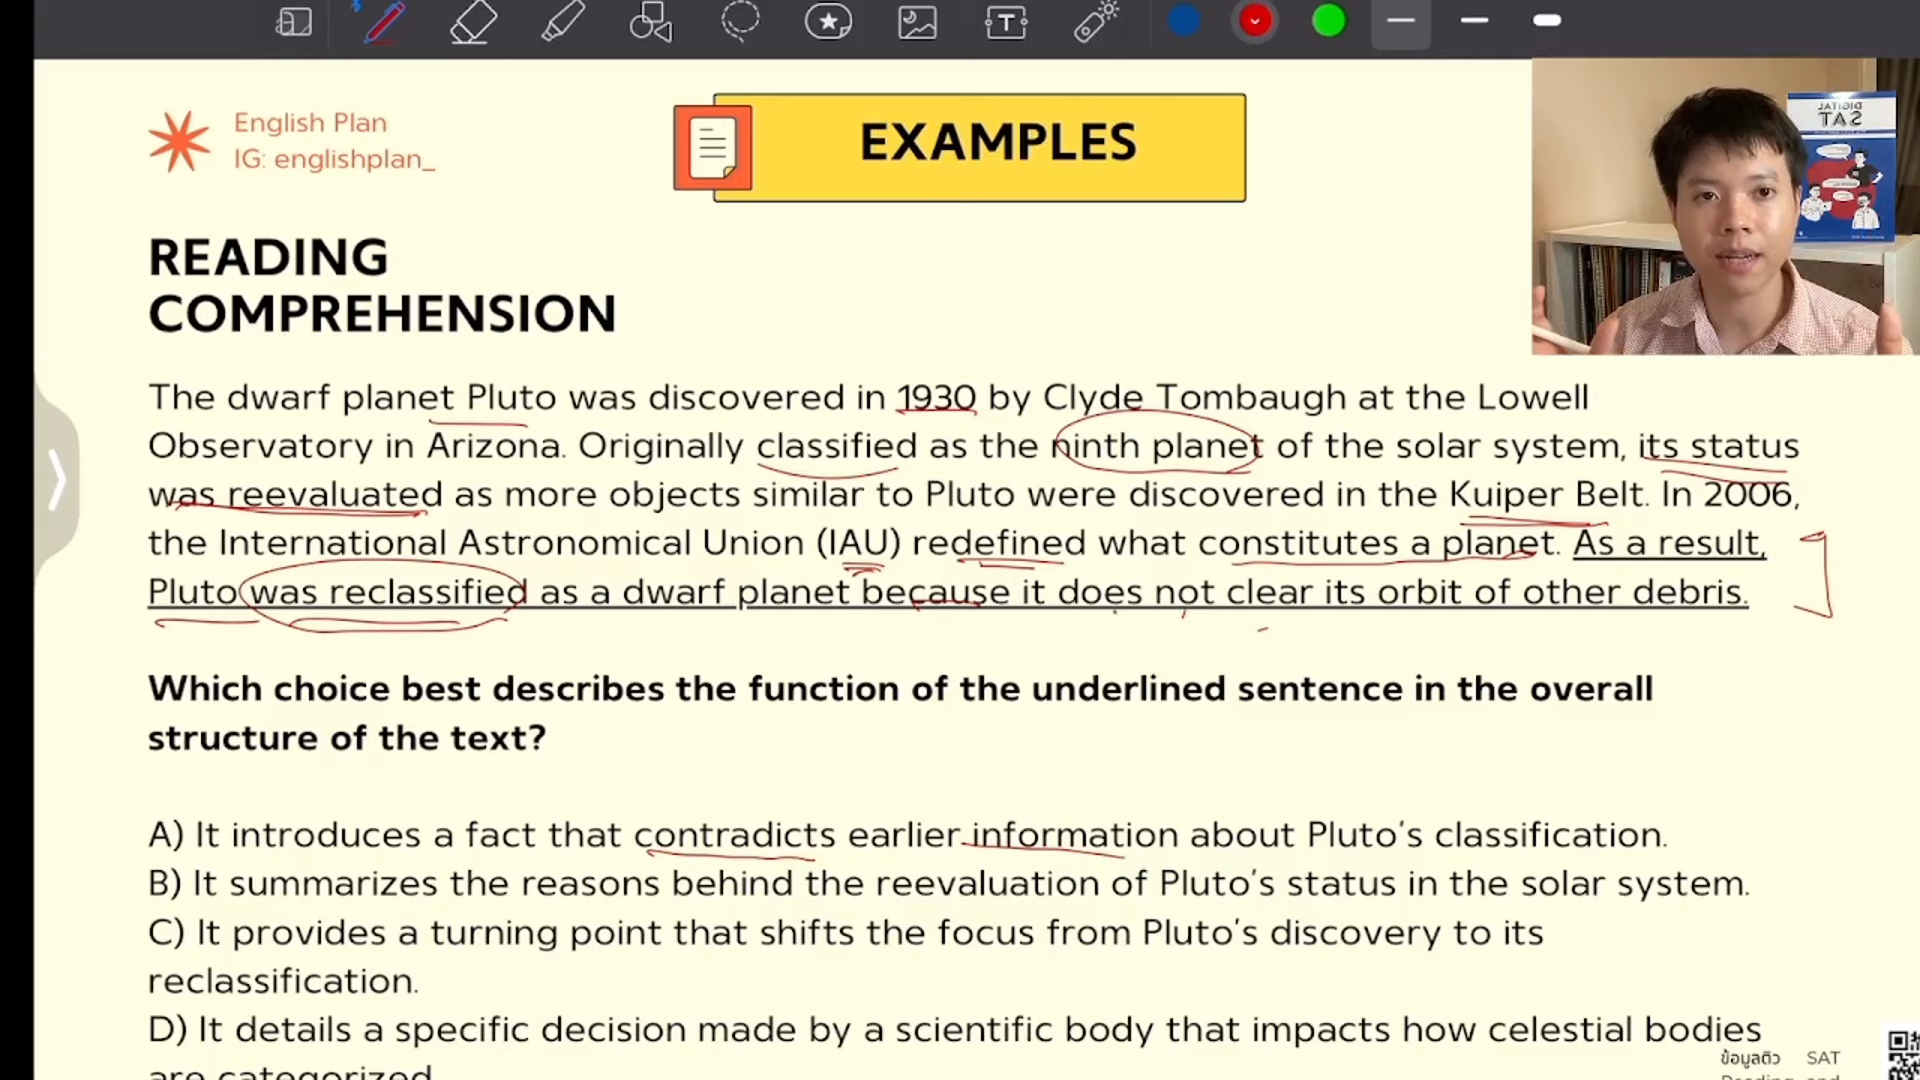 English Plan
IG: englishplan_
EXAMPLES
DIGITAL
SAT
READING
COMPREHENSION
The dwarf planet Pluto was discovered in 1930 by Clyde Tombaugh at the Lowell
Observatory in Arizona. Originally classified as the ninth planet of the solar system, its status
was reevaluated as more objects similar to Pluto were discovered in the Kuiper Belt. In 2006,
the International Astronomical Union (IAU) redefined what constitutes a planet. As a result,
Pluto was reclassified as a dwarf planet because it does not clear its orbit of other debris.
Which choice best describes the function of the underlined sentence in the overall
structure of the text?
A) It introduces a fact that contradicts earlier information about Pluto's classification.
B) It summarizes the reasons behind the reevaluation of Pluto's status in the solar system.
C) It provides a turning point that shifts the focus from Pluto's discovery to its
reclassification.
D) It details a specific decision made by a scientific body that impacts how celestial bodies
are categorized.
ข้อมูลติว SAT
Reading and